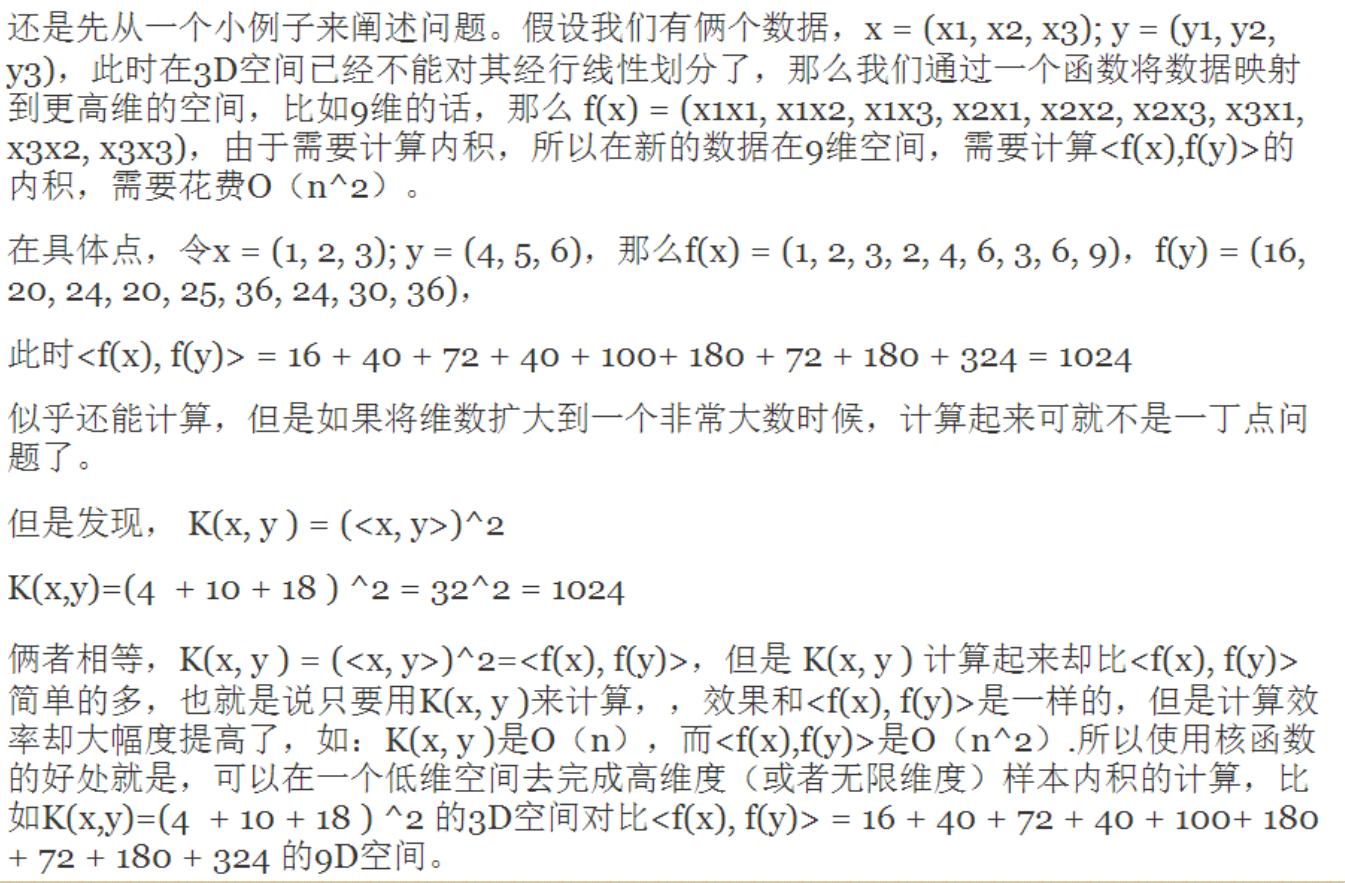 还是先从一个小例子来阐述问题。假设我们有俩个数据，x = (x1, x2, x3); y = (y1, y2,
y3)，此时在3D空间已经不能对其经行线性划分了，那么我们通过一个函数将数据映射
到更高维的空间，比如9维的话，那么 f(x) = (x1x1, x1x2, x1x3, x2x1, x2x2, x2x3, x3x1,
x3x2, x3x3)，由于需要计算内积，所以在新的数据在9维空间，需要计算<f(x),f(y)>的
内积，需要花费O（n^2）。
在具体点，令x = (1, 2, 3); y = (4, 5, 6)，那么f(x) = (1, 2, 3, 2, 4, 6, 3, 6, 9)，f(y) = (16,
20, 24, 20, 25, 36, 24, 30, 36)，
此时<f(x), f(y)> = 16 + 40 + 72 + 40 + 100+ 180 + 72 + 180 + 324 = 1024
似乎还能计算，但是如果将维数扩大到一个非常大数时候，计算起来可就不是一丁点问
题了。
但是发现， K(x, y ) = (<x, y>)^2
K(x,y)=(4  + 10 + 18 ) ^2 = 32^2 = 1024
俩者相等，K(x, y ) = (<x, y>)^2=<f(x), f(y)>，但是 K(x, y ) 计算起来却比<f(x), f(y)>
简单的多，也就是说只要用K(x, y )来计算，，效果和<f(x), f(y)>是一样的，但是计算效
率却大幅度提高了，如：K(x, y )是O（n），而<f(x),f(y)>是O（n^2）.所以使用核函数
的好处就是，可以在一个低维空间去完成高维度（或者无限维度）样本内积的计算，比
如K(x,y)=(4  + 10 + 18 ) ^2 的3D空间对比<f(x), f(y)> = 16 + 40 + 72 + 40 + 100+ 180
+ 72 + 180 + 324 的9D空间。